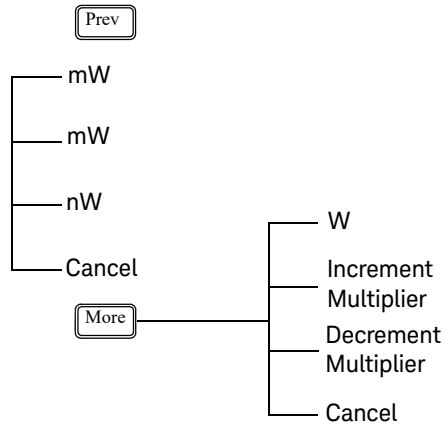 Prev
mW
mW
nW
Cancel
More
W
Increment
Multiplier
Decrement
Multiplier
Cancel